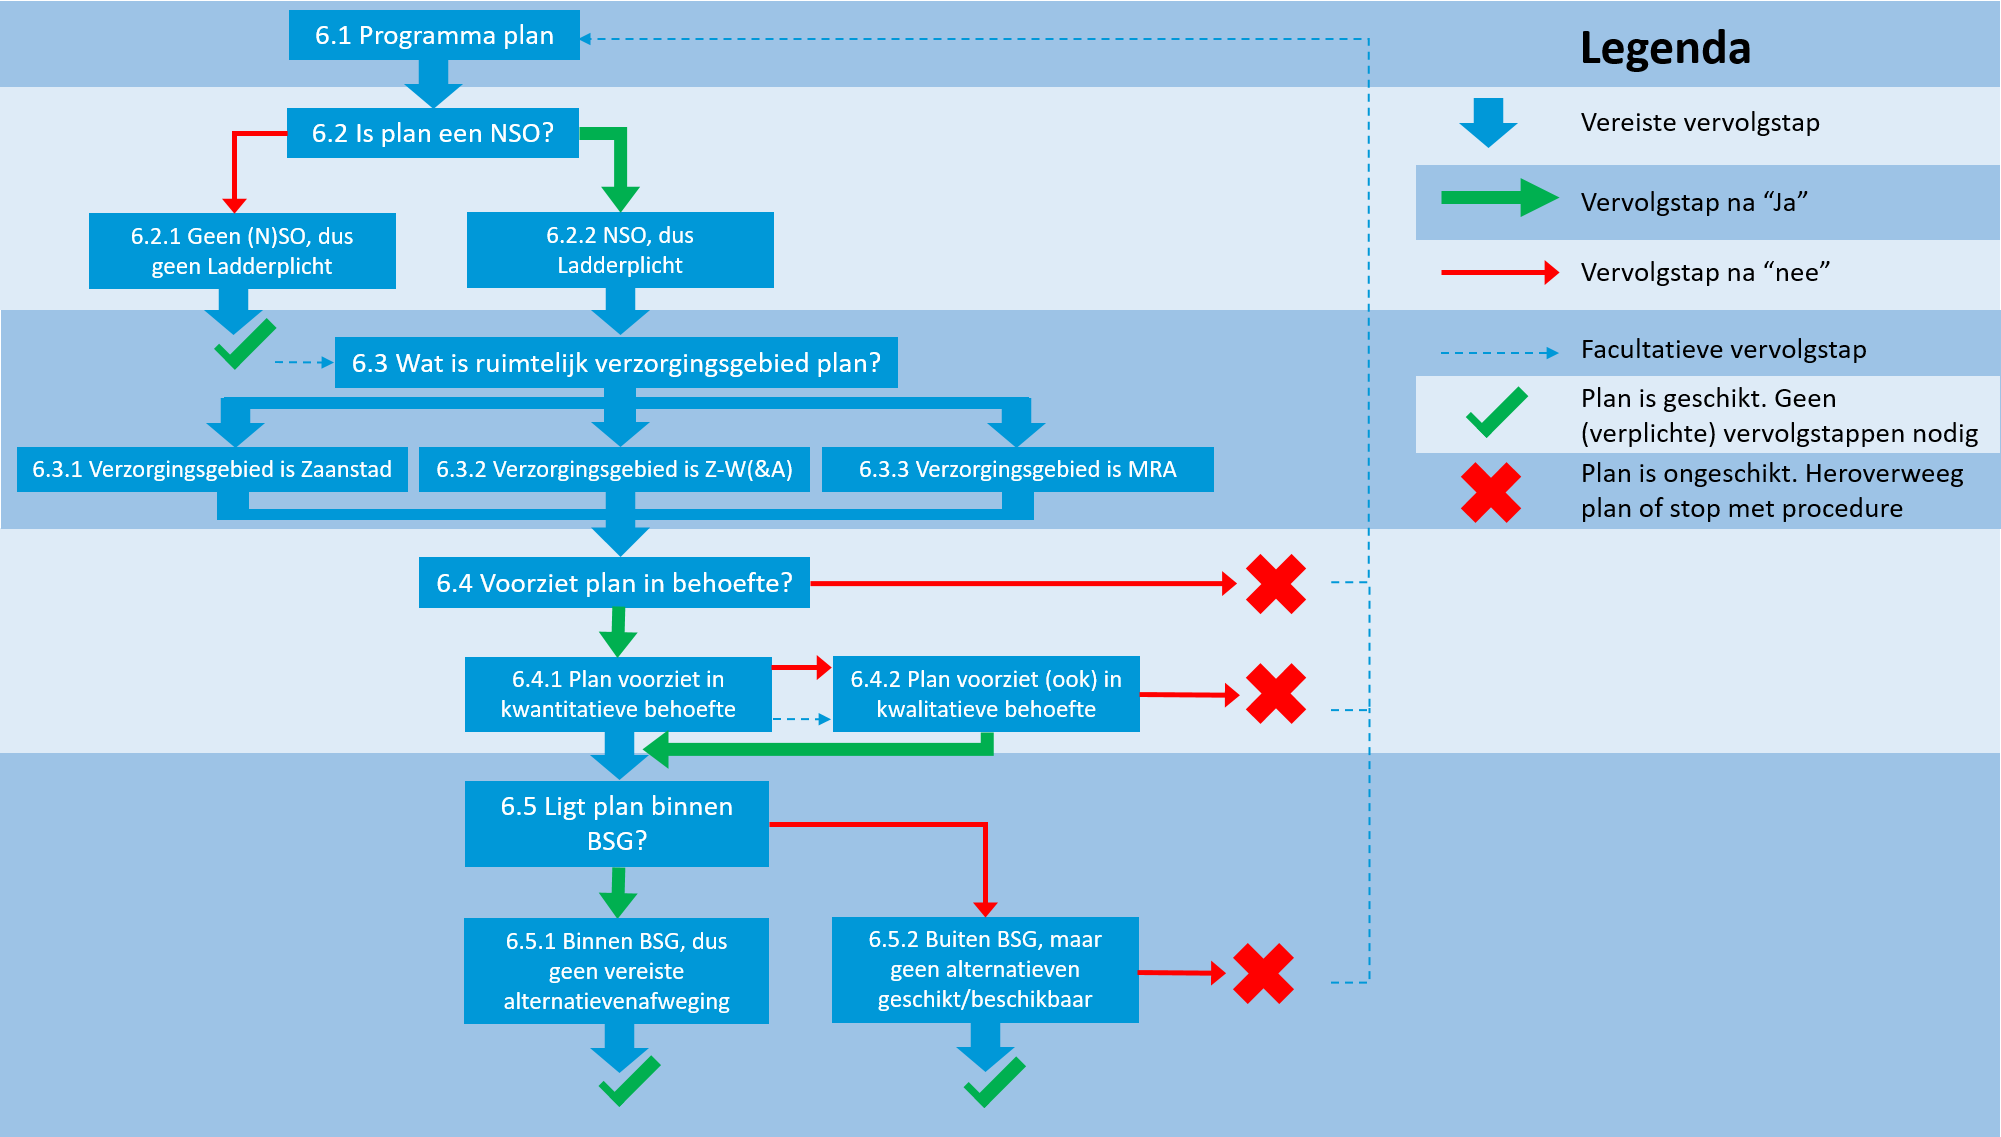 6.1 Programma plan
6.2 Is plan een NSO?
6.2.1 Geen (N)SO, dus
geen Ladderplicht
6.2.2 NSO, dus
Ladderplicht
6.3 Wat is ruimtelijk verzorgingsgebied plan?
6.3.1 Verzorgingsgebied is Zaanstad
6.3.2 Verzorgingsgebied is Z-W(&A)
6.3.3 Verzorgingsgebied is MRA
6.4 Voorziet plan in behoefte?
6.4.1 Plan voorziet in
kwantitatieve behoefte
6.4.2 Plan voorziet (ook) in
kwalitatieve behoefte
6.5 Ligt plan binnen
BSG?
6.5.1 Binnen BSG, dus
geen vereiste
alternatievenafweging
6.5.2 Buiten BSG, maar
geen alternatieven
geschikt/beschikbaar
Legenda
Vereiste vervolgstap
Vervolgstap na “Ja”
Vervolgstap na “nee”
Facultatieve vervolgstap
Plan is geschikt. Geen
(verplichte) vervolgstappen nodig
Plan is ongeschikt. Heroverweeg
plan of stop met procedure